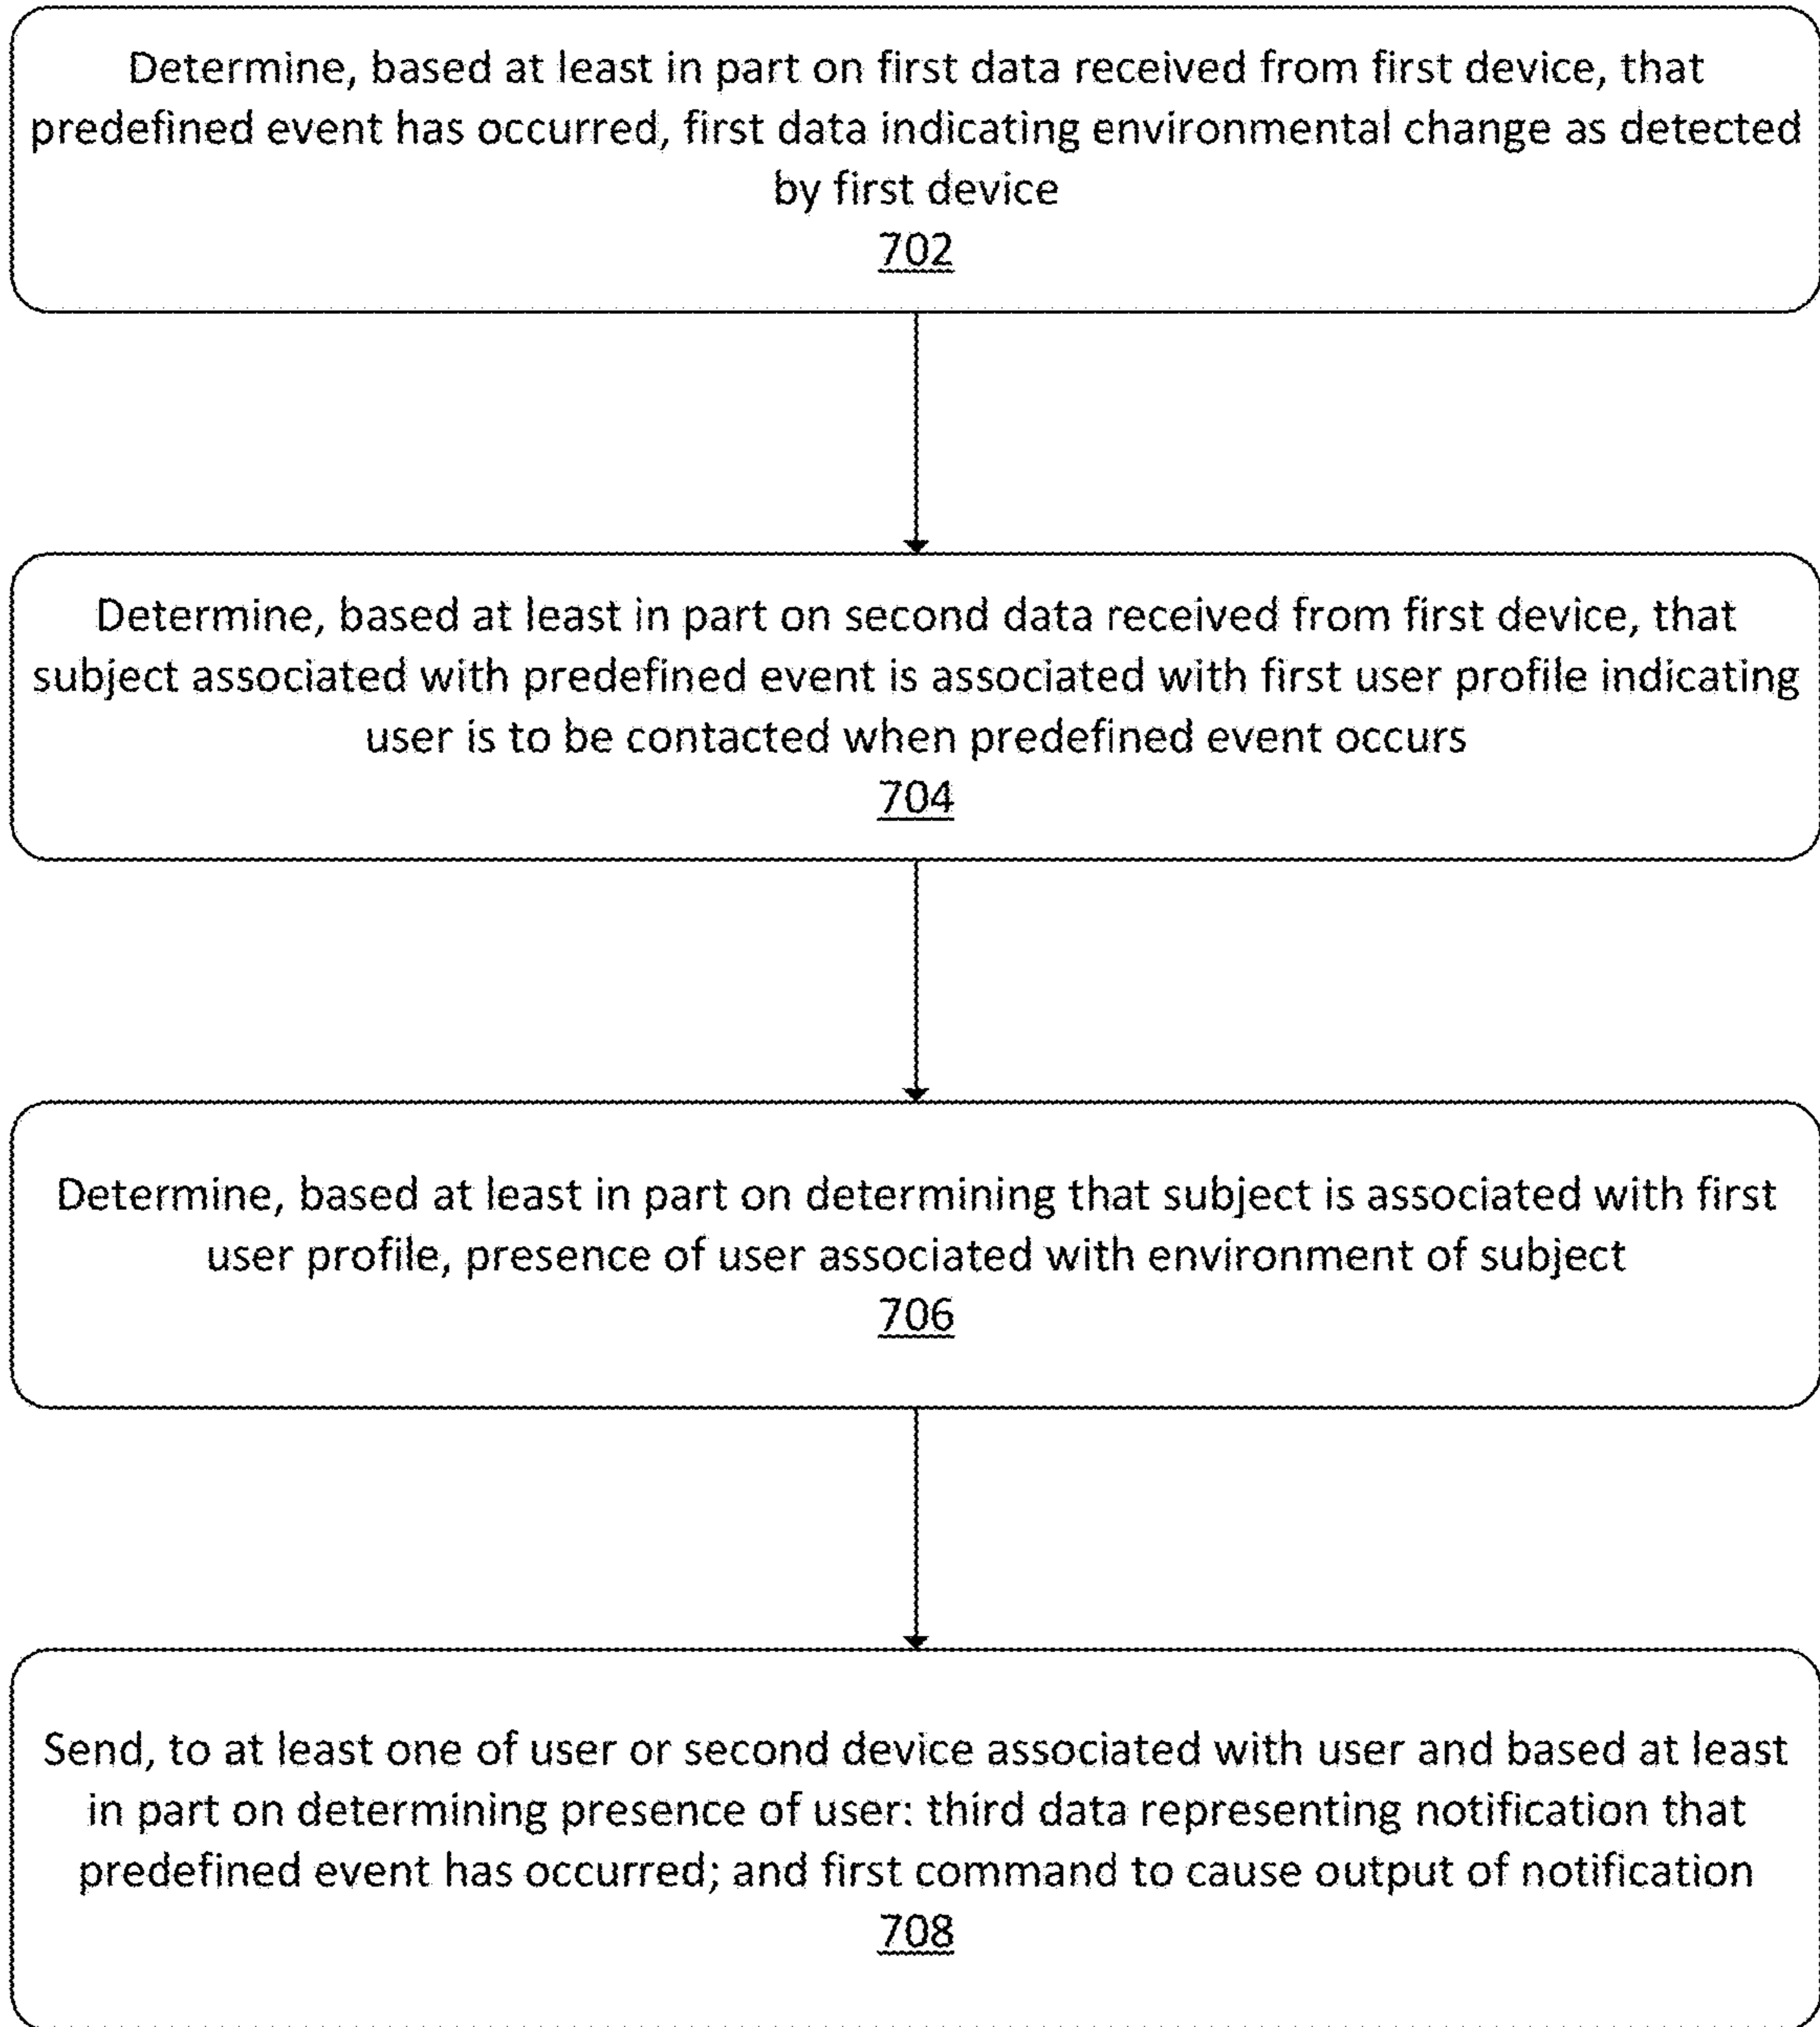 Determine, based at least in part on first data received from first device, that
predefined event has occurred, first data indicating environmental change as detected
by first device
702
Determine, based at least in part on second data received from first device, that
subject associated with predefined event is associated with first user profile indicating
user is to be contacted when predefined event occurs
704
Determine, based at least in part on determining that subject is associated with first
user profile, presence of user associated with environment of subject
706
Send, to at least one of user or second device associated with user and based at least
in part on determining presence of user: third data representing notification that
predefined event has occurred; and first command to cause output of notification
708